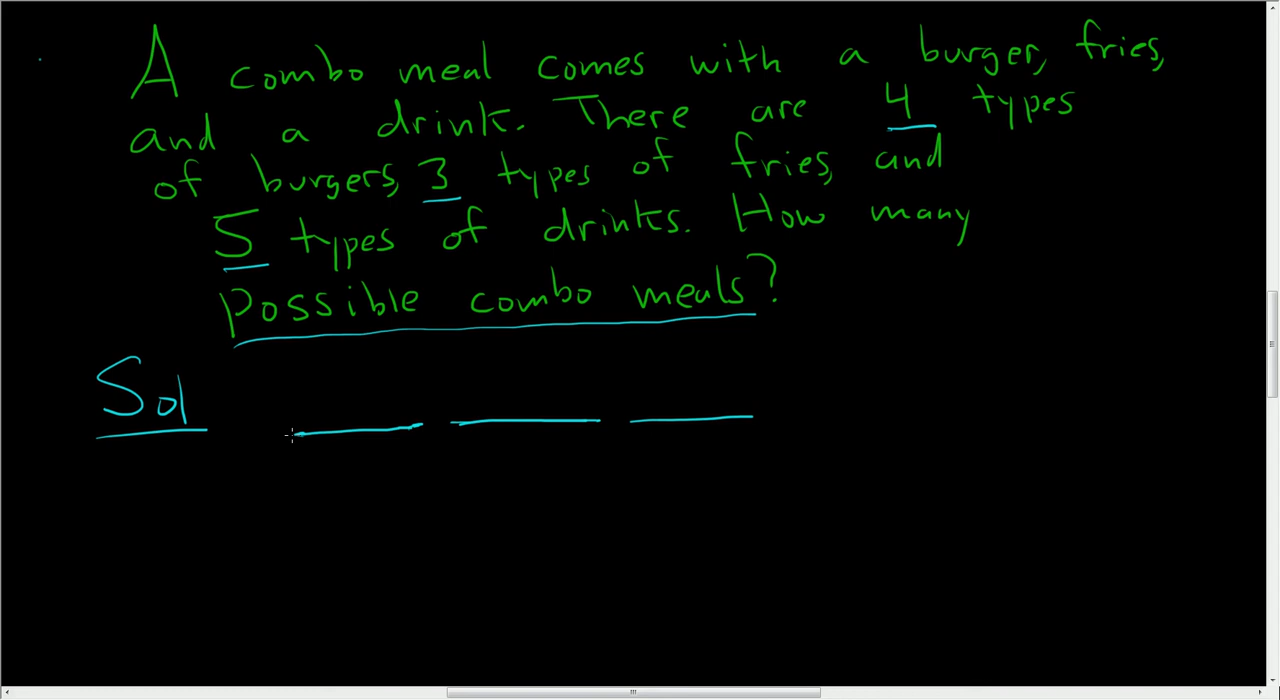 A combo meal comes with a burger, fries,
and a drink. There are 4 types
of burgers, 3 types of fries, and
5 types of drinks. How many
possible combo meals?
Sol